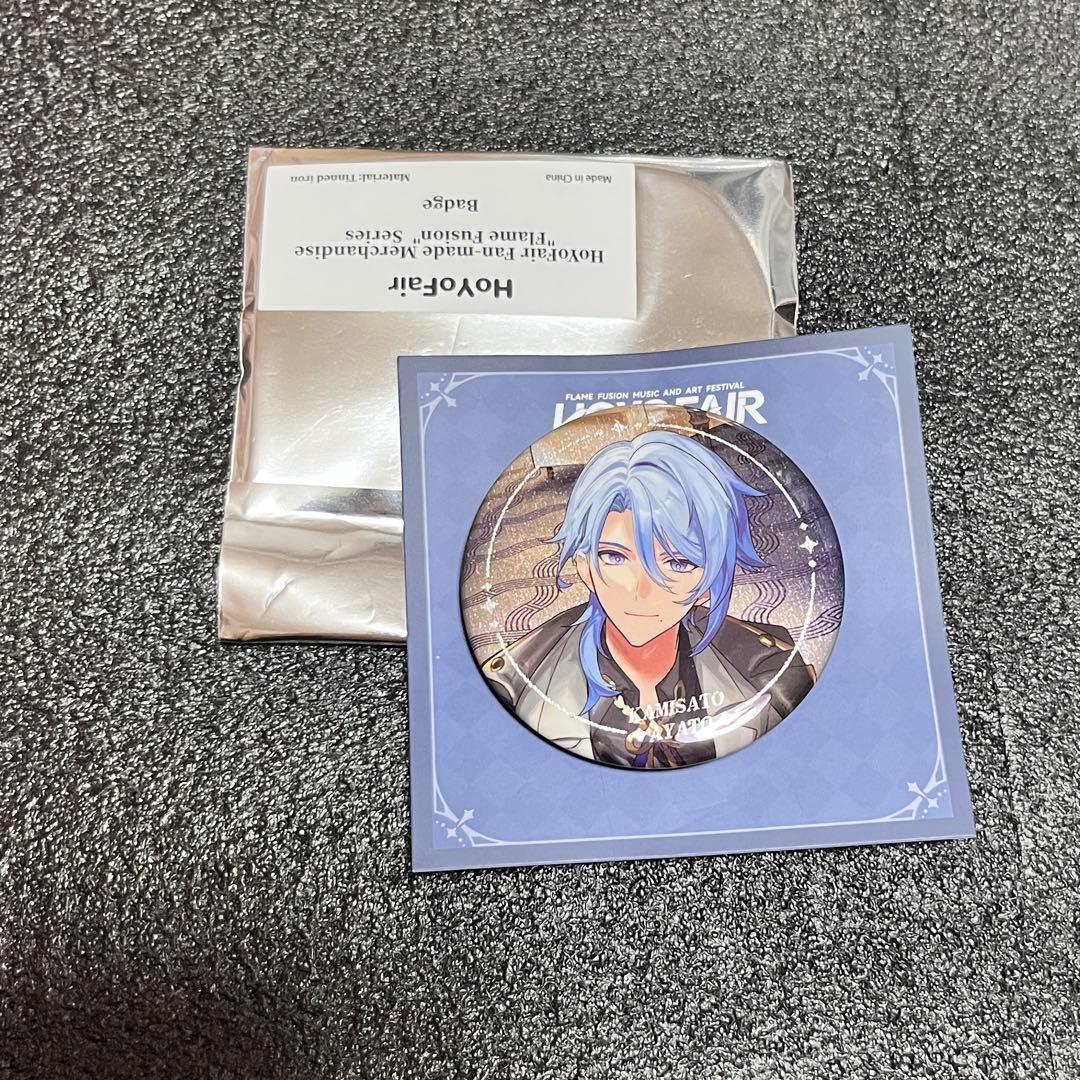 HoYoFair
HoYoFair Fan-made Merchandise
"Flame Fusion" Series
Badge
Made in China
Material: Tinned iron
FLAME FUSION MUSIC AND ART FESTIVAL
HOYOFAIR
KAMISATO
AYATO